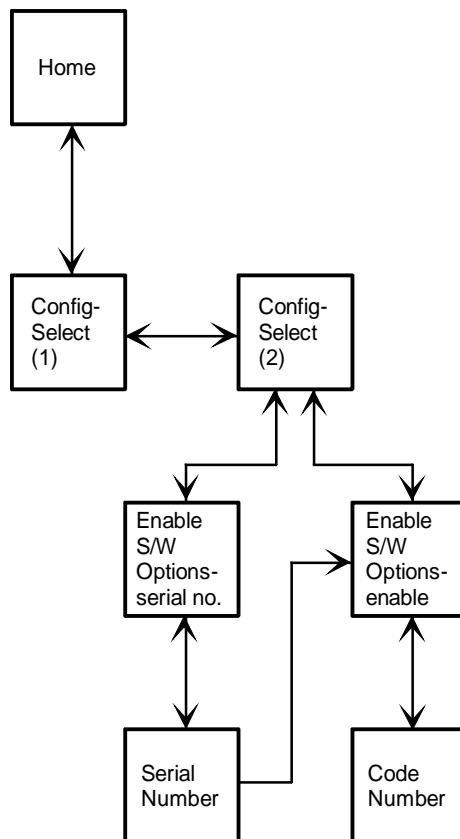 Home
Config-
Select
(1)
Config-
Select
(2)
Enable
S/W
Options-
serial no.
Enable
S/W
Options-
enable
Serial
Number
Code
Number